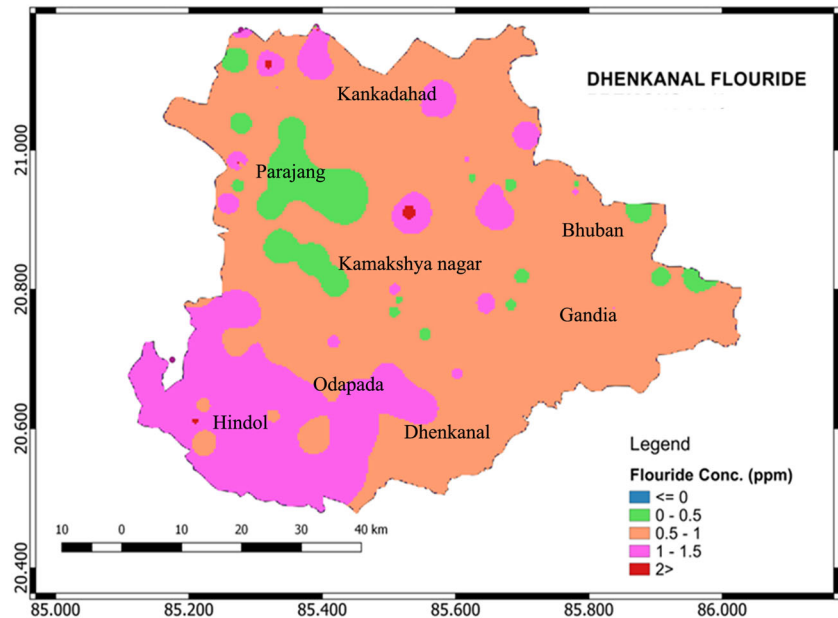 DHENKANAL FLOURIDE
Kankadahad
21.000
Parajang
Bhuban
Kamakshya nagar
20.800
Gandia
Odapada
Hindol
Dhenkanal
20.600
Legend
Flouride Conc. (ppm)
<= 0
0 - 0.5
0.5 - 1
1 - 1.5
2>
10 0 10 20 30 40 km
20.400
85.000 85.200 85.400 85.600 85.800 86.000